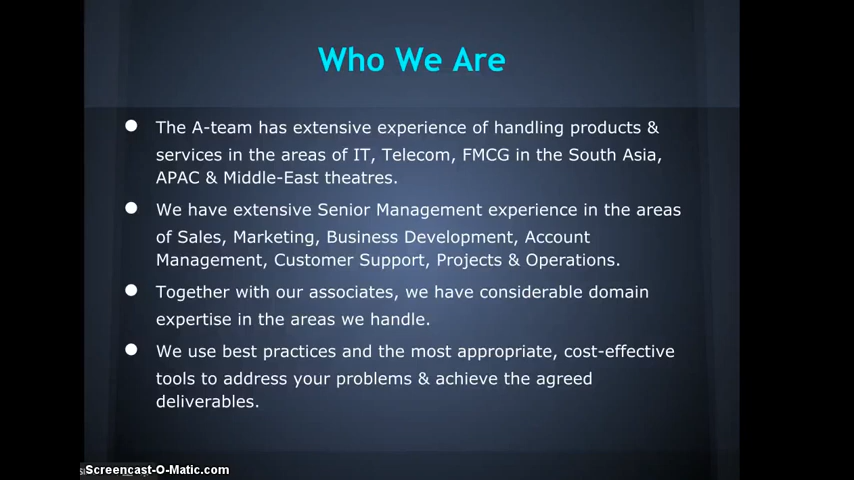 Who We Are
The A-team has extensive experience of handling products &
services in the areas of IT, Telecom, FMCG in the South Asia,
APAC & Middle-East theatres.
We have extensive Senior Management experience in the areas
of Sales, Marketing, Business Development, Account
Management, Customer Support, Projects & Operations.
Together with our associates, we have considerable domain
expertise in the areas we handle.
We use best practices and the most appropriate, cost-effective
tools to address your problems & achieve the agreed
deliverables.
Screencast-O-Matic.com